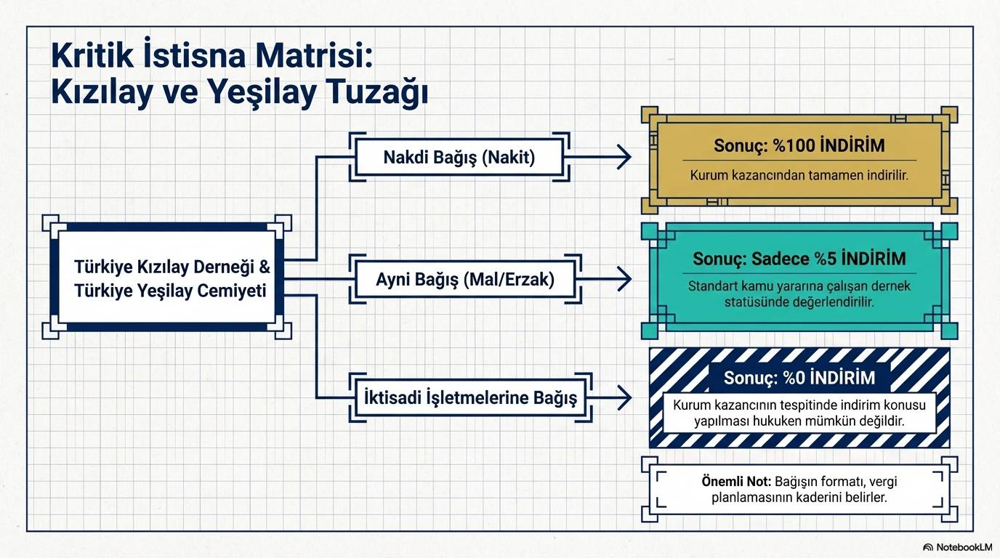 Kritik İstisna Matrisi:
Kızılay ve Yeşilay Tuzağı
Türkiye Kızılay Derneği &
Türkiye Yeşilay Cemiyeti
Nakdi Bağış (Nakit)
Sonuç: %100 İNDİRİM
Kurum kazancından tamamen indirilir.
Ayni Bağış (Mal/Erzak)
Sonuç: Sadece %5 İNDİRİM
Standart kamu yararına çalışan dernek
statüsünde değerlendirilir.
İktisadi İşletmelerine Bağış
Sonuç: %0 İNDİRİM
Kurum kazancının tespitinde indirim konusu
yapılması hukuken mümkün değildir.
Önemli Not: Bağışın formatı, vergi
planlamasının kaderini belirler.
NotebookLM